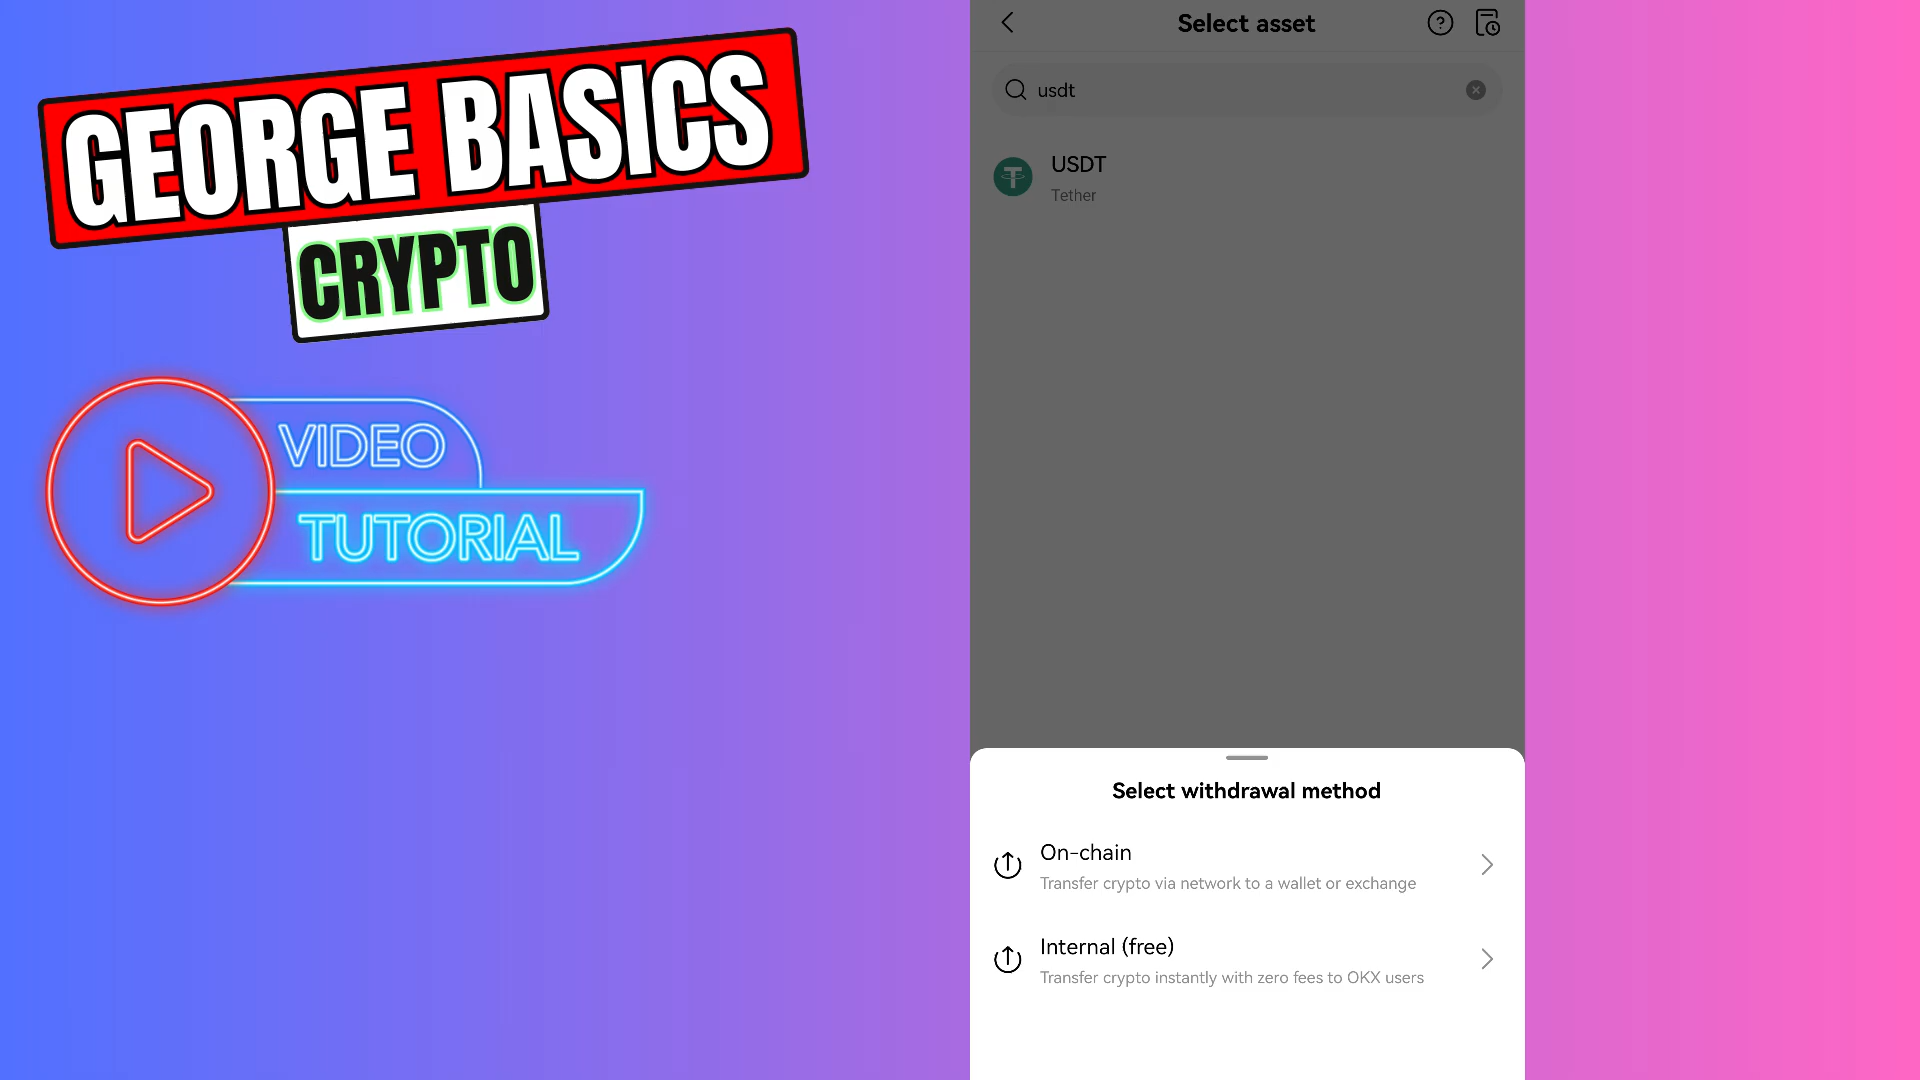 GEORGE BASICS
CRYPTO
VIDEO
TUTORIAL
Select asset
usdt
USDT
Tether
Select withdrawal method
On-chain
Transfer crypto via network to a wallet or exchange
Internal (free)
Transfer crypto instantly with zero fees to OKX users